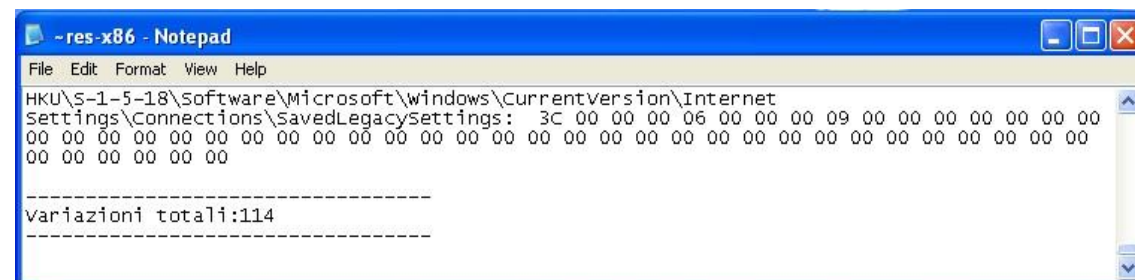 ~res-x86 - Notepad
File Edit Format View Help
HKU\S-1-5-18\Software\Microsoft\Windows\CurrentVersion\Internet
Settings\Connections\SavedLegacySettings: 3C 00 00 00 06 00 00 00 09 00 00 00 00 00 00 00
00 00 00 00 00 00 00 00 00 00 00 00 00 00 00 00 00 00 00 00 00 00 00 00 00 00 00 00 00 00
00 00 00 00 00 00
----------------------------------
Variazioni totali:114
----------------------------------